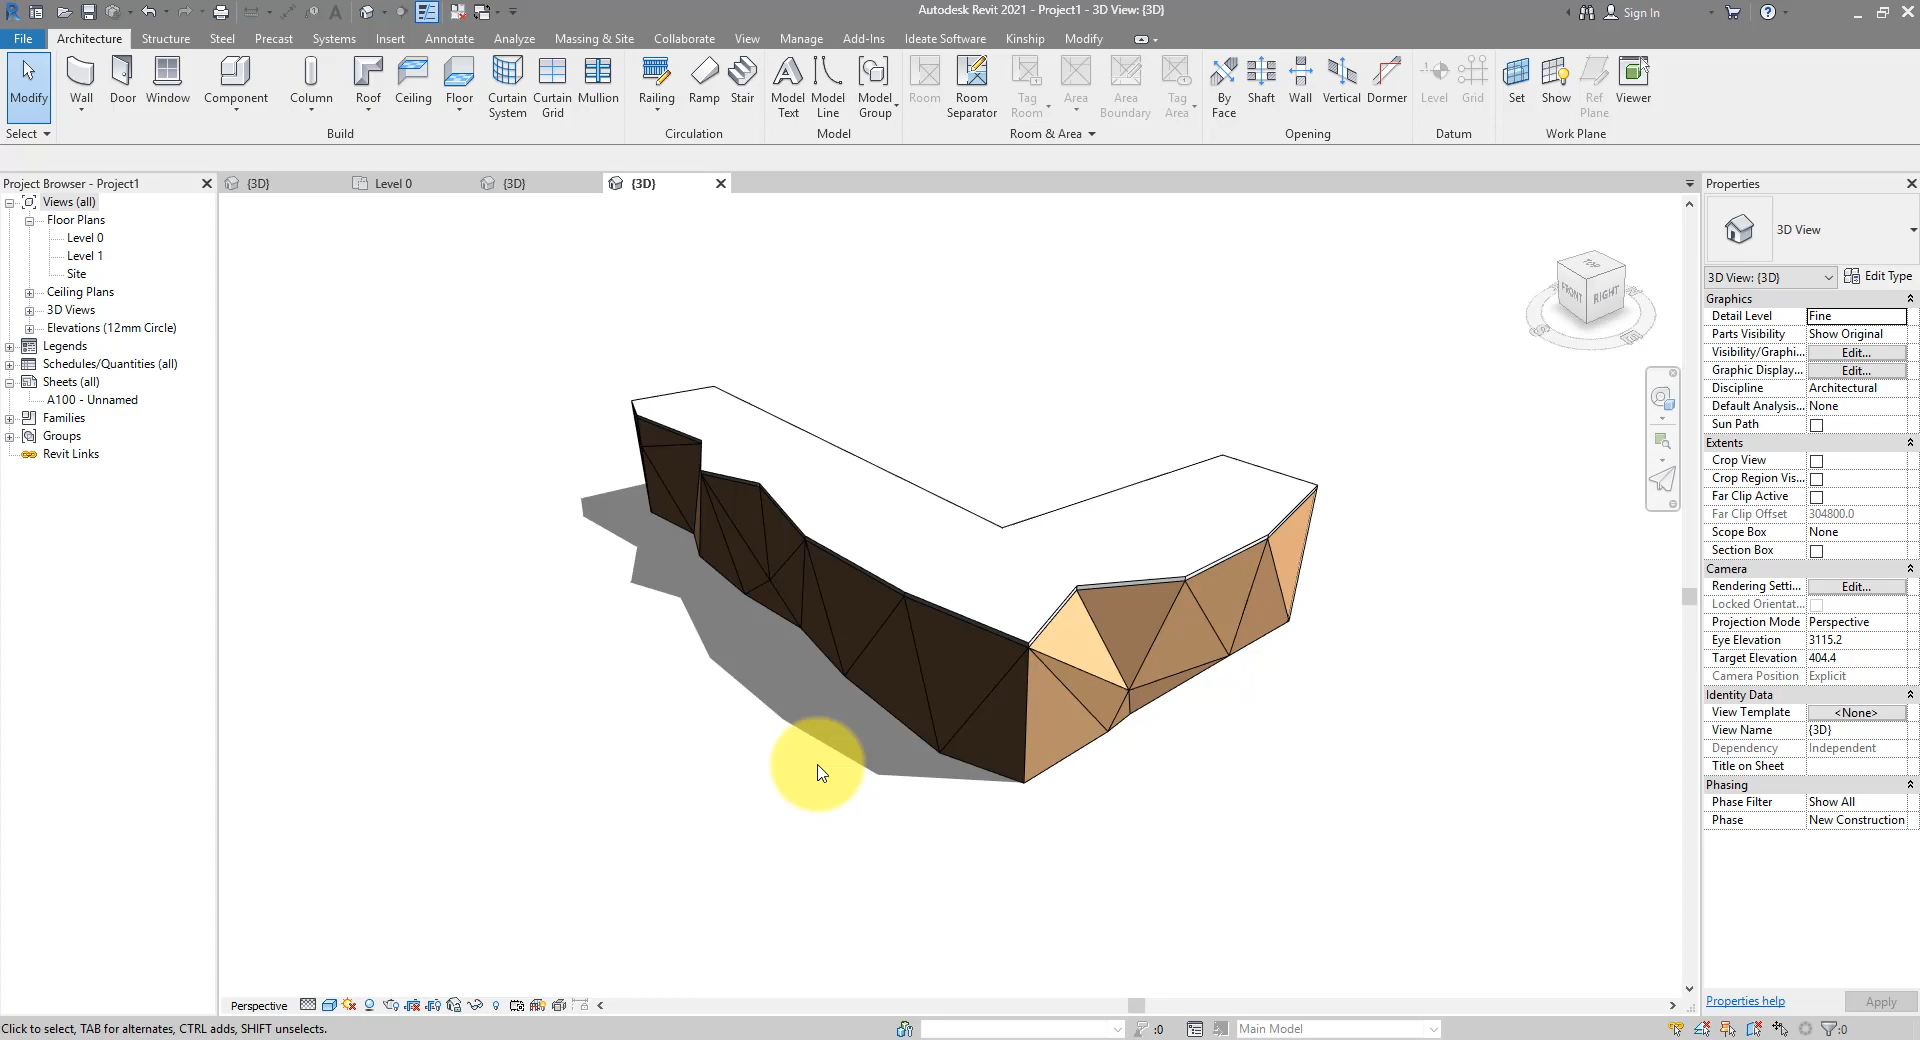 Autodesk Revit 2021 - Project1 - 3D View: {3D}
Sign In
File Architecture Structure Steel Precast Systems Insert Annotate Analyze Massing & Site Collaborate View Manage Add-Ins Ideate Software Kinship Modify
Modify Wall Door Window Component Column Roof Ceiling Floor Curtain System Curtain Grid Mullion Railing Ramp Stair Model Text Model Line Model Group Room Room Separator Tag Room Area Area Boundary Tag Area By Face Shaft Wall Vertical Dormer Level Grid Set Show Ref Plane Viewer
Select Build Circulation Model Room & Area Opening Datum Work Plane
Project Browser - Project1
{3D} Level 0 {3D} {3D}
Views (all)
Floor Plans
Level 0
Level 1
Site
Ceiling Plans
3D Views
Elevations (12mm Circle)
Legends
Schedules/Quantities (all)
Sheets (all)
A100 - Unnamed
Families
Groups
Revit Links
TOP
FRONT
RIGHT
Properties
3D View
3D View: {3D} Edit Type
Graphics
Detail Level Fine
Parts Visibility Show Original
Visibility/Graphi... Edit...
Graphic Display... Edit...
Discipline Architectural
Default Analysis... None
Sun Path
Extents
Crop View
Crop Region Vis...
Far Clip Active
Far Clip Offset 304800.0
Scope Box None
Section Box
Camera
Rendering Setti... Edit...
Locked Orientat...
Projection Mode Perspective
Eye Elevation 3115.2
Target Elevation 404.4
Camera Position Explicit
Identity Data
View Template <None>
View Name {3D}
Dependency Independent
Title on Sheet
Phasing
Phase Filter Show All
Phase New Construction
Properties help Apply
Perspective
Click to select, TAB for alternates, CTRL adds, SHIFT unselects.
:0
Main Model
:0